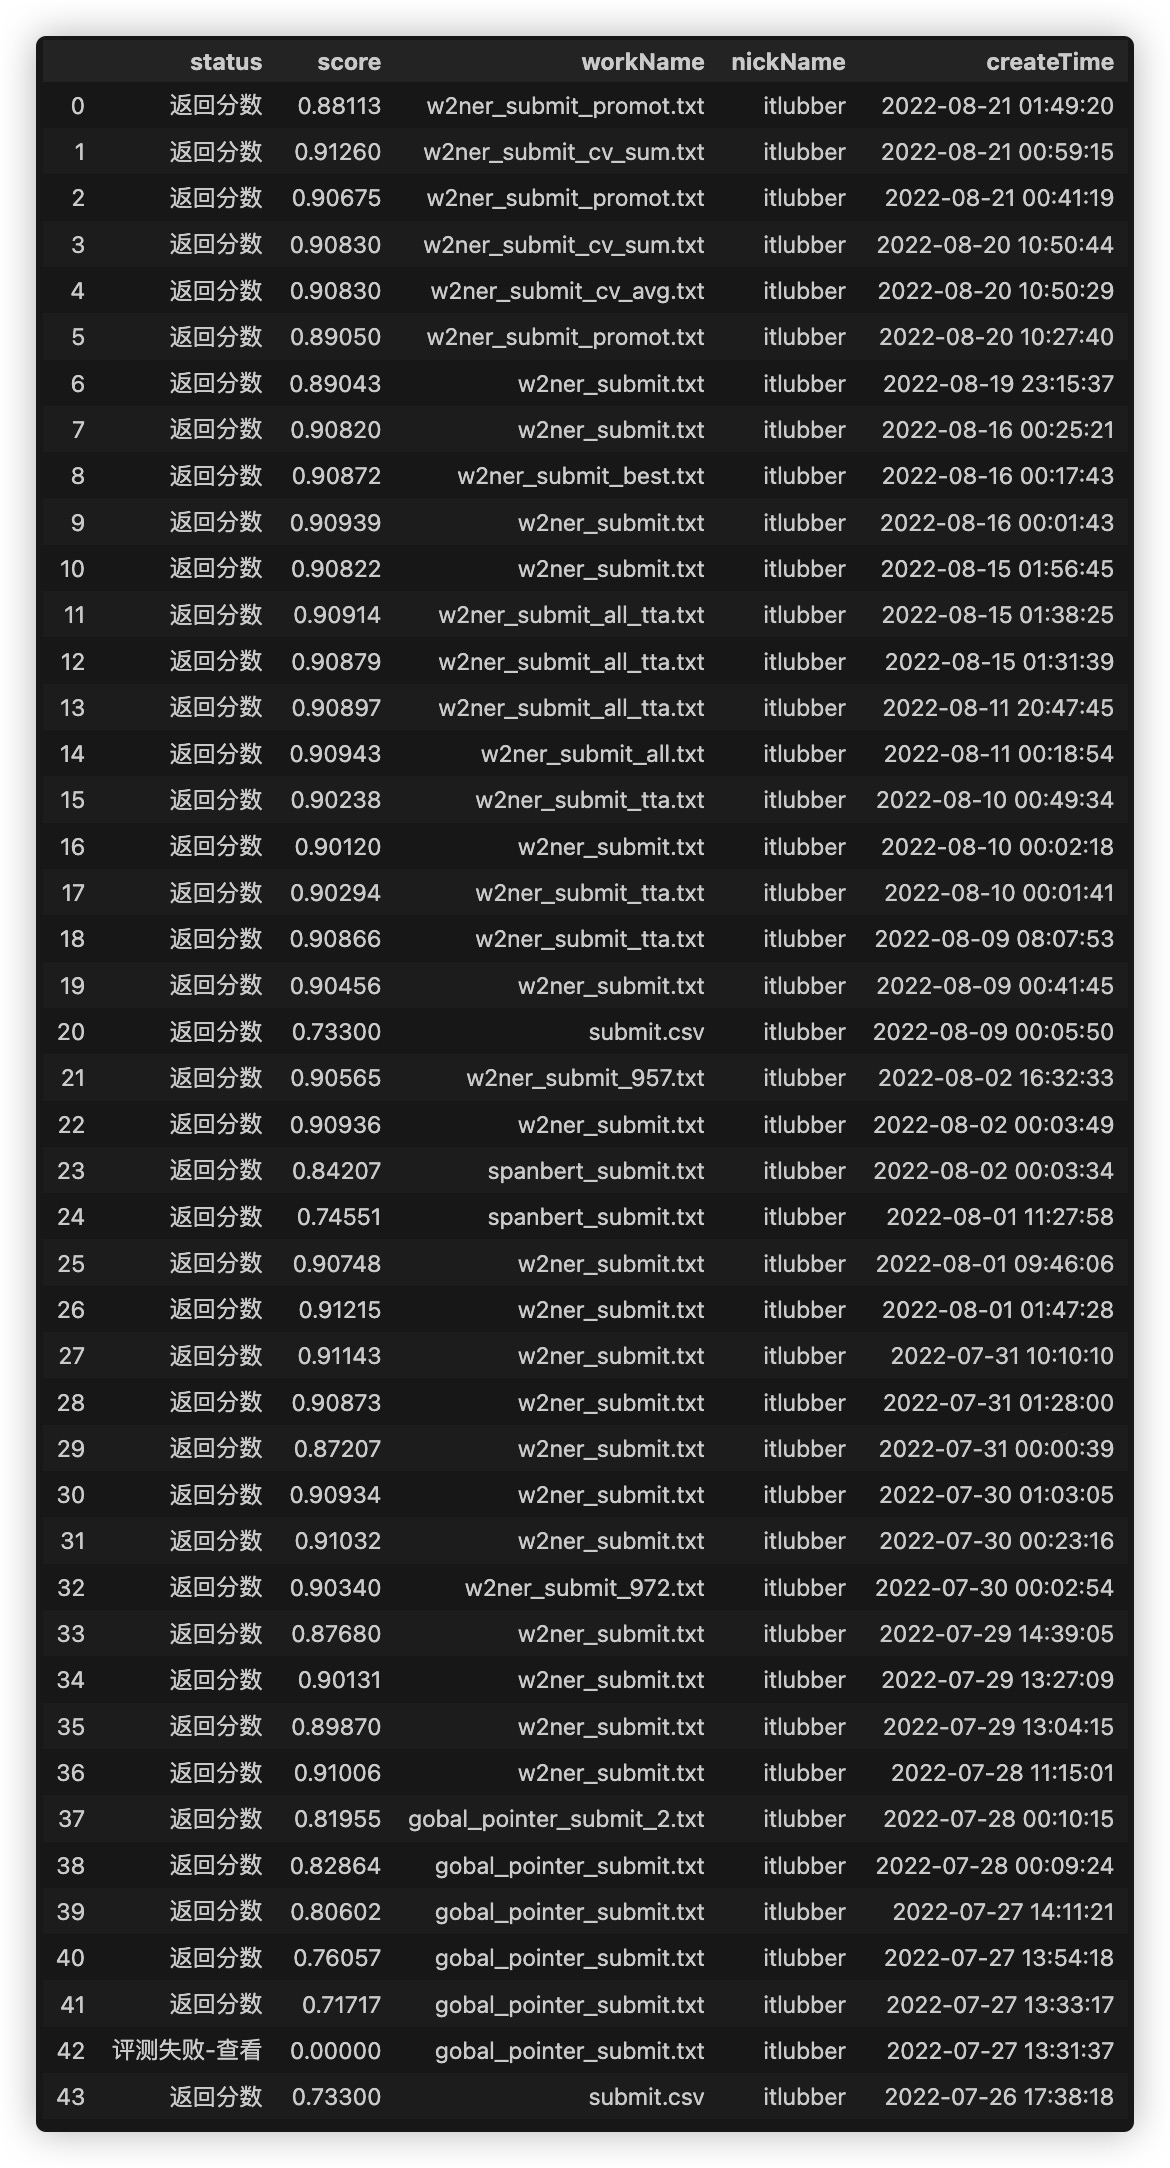 status score workName nickName createTime
0 返回分数 0.88113 w2ner_submit_promot.txt itlubber 2022-08-21 01:49:20
1 返回分数 0.91260 w2ner_submit_cv_sum.txt itlubber 2022-08-21 00:59:15
2 返回分数 0.90675 w2ner_submit_promot.txt itlubber 2022-08-21 00:41:19
3 返回分数 0.90830 w2ner_submit_cv_sum.txt itlubber 2022-08-20 10:50:44
4 返回分数 0.90830 w2ner_submit_cv_avg.txt itlubber 2022-08-20 10:50:29
5 返回分数 0.89050 w2ner_submit_promot.txt itlubber 2022-08-20 10:27:40
6 返回分数 0.89043 w2ner_submit.txt itlubber 2022-08-19 23:15:37
7 返回分数 0.90820 w2ner_submit.txt itlubber 2022-08-16 00:25:21
8 返回分数 0.90872 w2ner_submit_best.txt itlubber 2022-08-16 00:17:43
9 返回分数 0.90939 w2ner_submit.txt itlubber 2022-08-16 00:01:43
10 返回分数 0.90822 w2ner_submit.txt itlubber 2022-08-15 01:56:45
11 返回分数 0.90914 w2ner_submit_all_tta.txt itlubber 2022-08-15 01:38:25
12 返回分数 0.90879 w2ner_submit_all_tta.txt itlubber 2022-08-15 01:31:39
13 返回分数 0.90897 w2ner_submit_all_tta.txt itlubber 2022-08-11 20:47:45
14 返回分数 0.90943 w2ner_submit_all.txt itlubber 2022-08-11 00:18:54
15 返回分数 0.90238 w2ner_submit_tta.txt itlubber 2022-08-10 00:49:34
16 返回分数 0.90120 w2ner_submit.txt itlubber 2022-08-10 00:02:18
17 返回分数 0.90294 w2ner_submit_tta.txt itlubber 2022-08-10 00:01:41
18 返回分数 0.90866 w2ner_submit_tta.txt itlubber 2022-08-09 08:07:53
19 返回分数 0.90456 w2ner_submit.txt itlubber 2022-08-09 00:41:45
20 返回分数 0.73300 submit.csv itlubber 2022-08-09 00:05:50
21 返回分数 0.90565 w2ner_submit_957.txt itlubber 2022-08-02 16:32:33
22 返回分数 0.90936 w2ner_submit.txt itlubber 2022-08-02 00:03:49
23 返回分数 0.84207 spanbert_submit.txt itlubber 2022-08-02 00:03:34
24 返回分数 0.74551 spanbert_submit.txt itlubber 2022-08-01 11:27:58
25 返回分数 0.90748 w2ner_submit.txt itlubber 2022-08-01 09:46:06
26 返回分数 0.91215 w2ner_submit.txt itlubber 2022-08-01 01:47:28
27 返回分数 0.91143 w2ner_submit.txt itlubber 2022-07-31 10:10:10
28 返回分数 0.90873 w2ner_submit.txt itlubber 2022-07-31 01:28:00
29 返回分数 0.87207 w2ner_submit.txt itlubber 2022-07-31 00:00:39
30 返回分数 0.90934 w2ner_submit.txt itlubber 2022-07-30 01:03:05
31 返回分数 0.91032 w2ner_submit.txt itlubber 2022-07-30 00:23:16
32 返回分数 0.90340 w2ner_submit_972.txt itlubber 2022-07-30 00:02:54
33 返回分数 0.87680 w2ner_submit.txt itlubber 2022-07-29 14:39:05
34 返回分数 0.90131 w2ner_submit.txt itlubber 2022-07-29 13:27:09
35 返回分数 0.89870 w2ner_submit.txt itlubber 2022-07-29 13:04:15
36 返回分数 0.91006 w2ner_submit.txt itlubber 2022-07-28 11:15:01
37 返回分数 0.81955 gobal_pointer_submit_2.txt itlubber 2022-07-28 00:10:15
38 返回分数 0.82864 gobal_pointer_submit.txt itlubber 2022-07-28 00:09:24
39 返回分数 0.80602 gobal_pointer_submit.txt itlubber 2022-07-27 14:11:21
40 返回分数 0.76057 gobal_pointer_submit.txt itlubber 2022-07-27 13:54:18
41 返回分数 0.71717 gobal_pointer_submit.txt itlubber 2022-07-27 13:33:17
42 评测失败-查看 0.00000 gobal_pointer_submit.txt itlubber 2022-07-27 13:31:37
43 返回分数 0.73300 submit.csv itlubber 2022-07-26 17:38:18